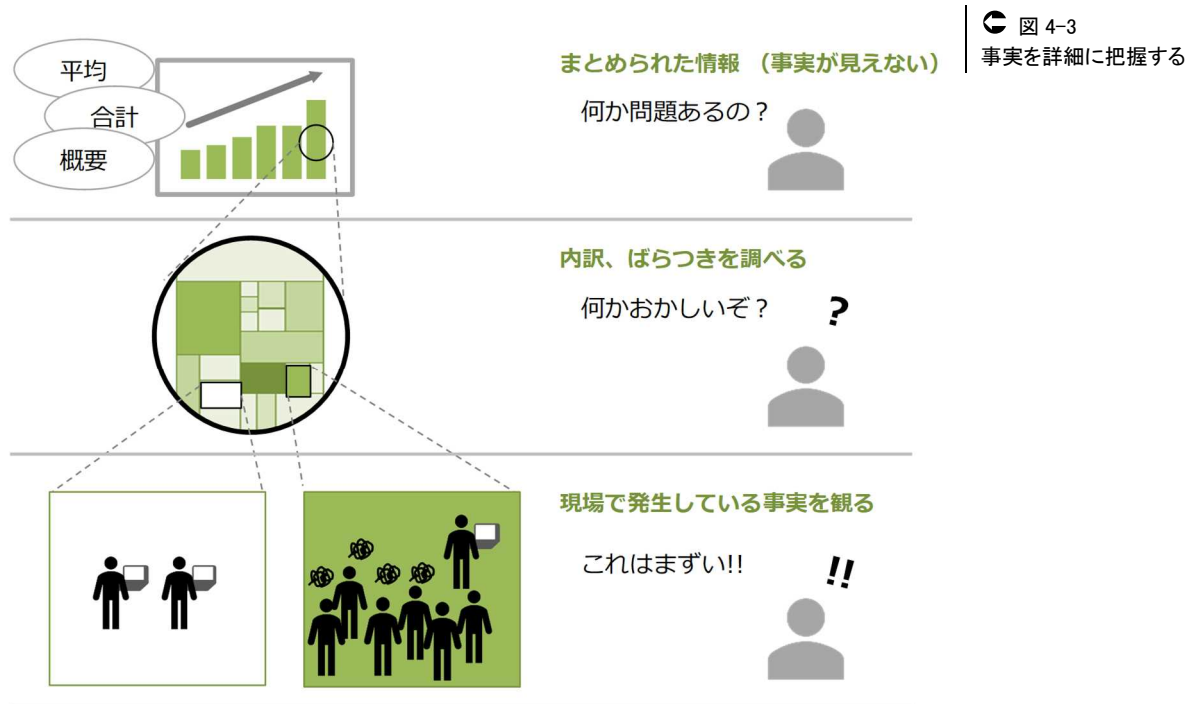 図 4-3
事実を詳細に把握する
平均
合計
概要
まとめられた情報 (事実が見えない)
何か問題あるの？
内訳、ばらつきを調べる
何かおかしいぞ？
?
現場で発生している事実を観る
これはまずい!!
!!